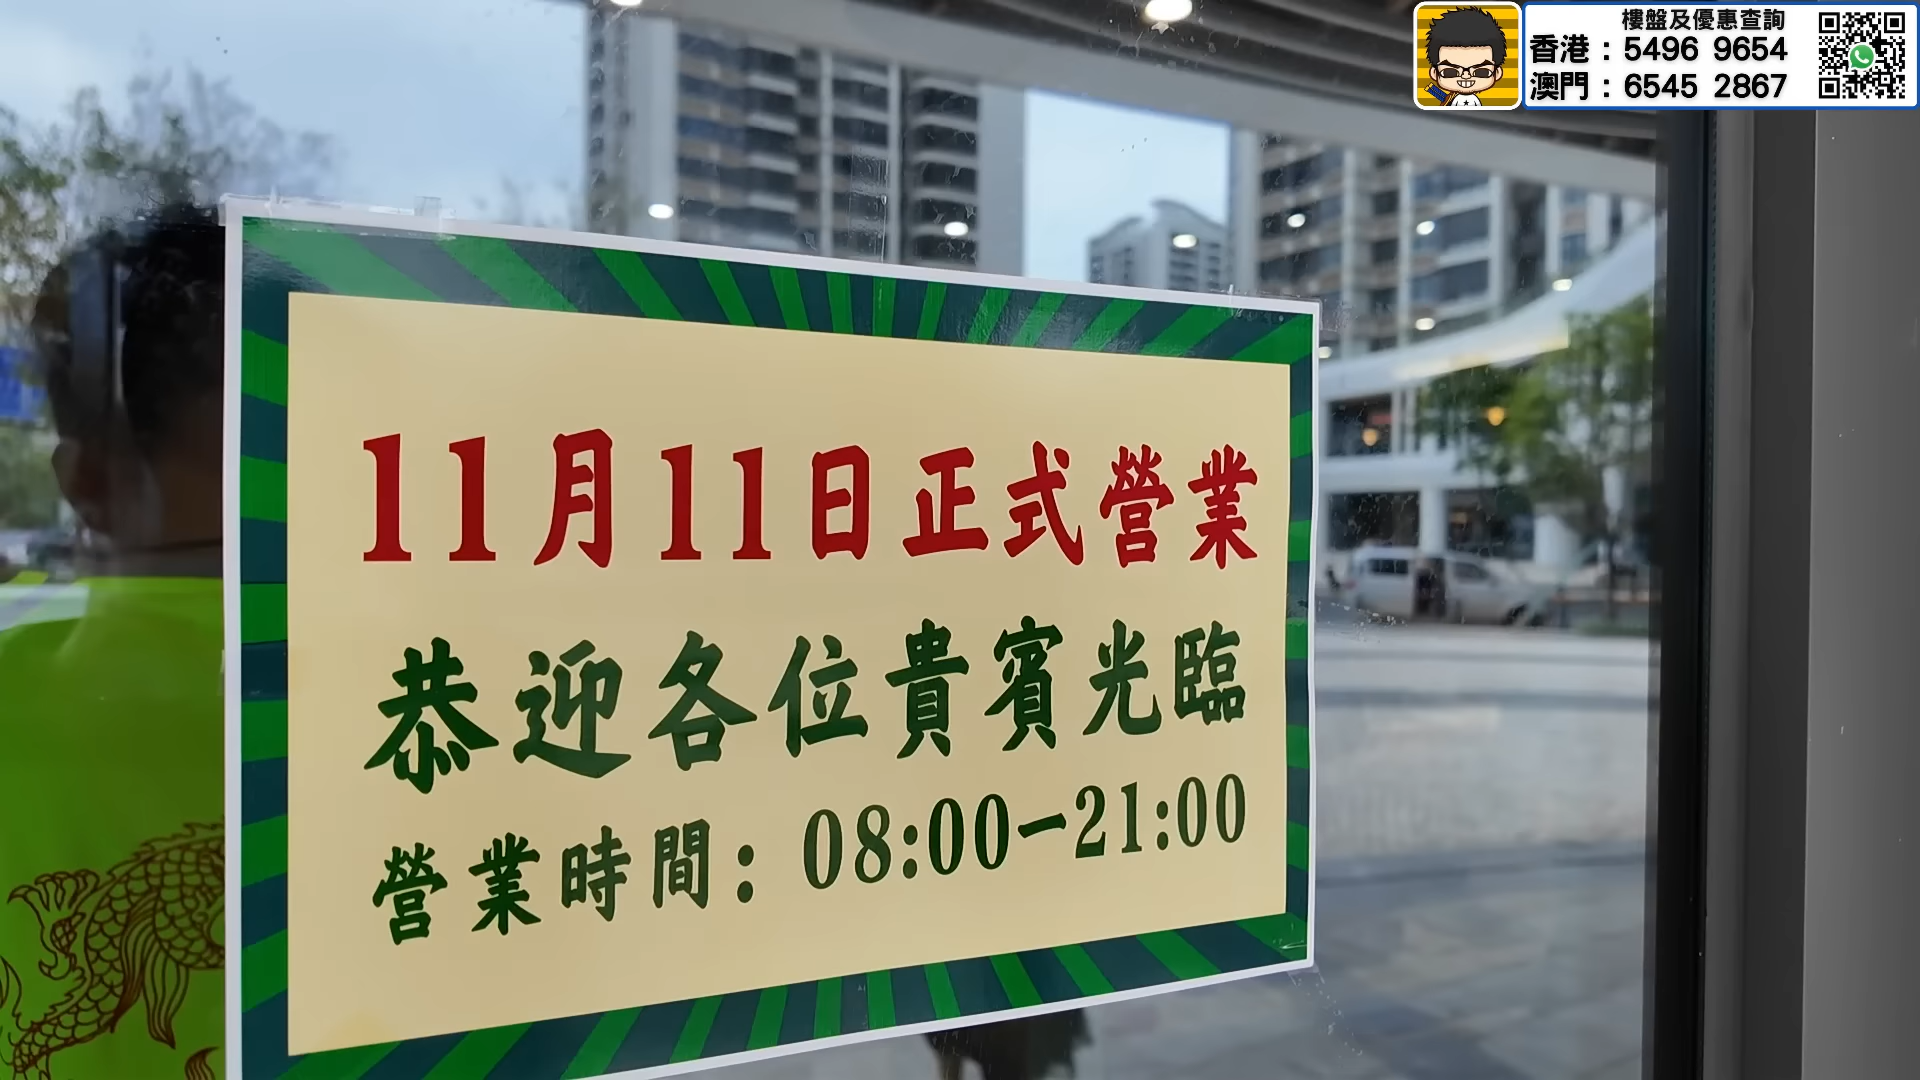 樓盤及優惠查詢
香港：5496 9654
澳門：6545 2867
11月11日正式營業
恭迎各位貴賓光臨
營業時間：08:00-21:00